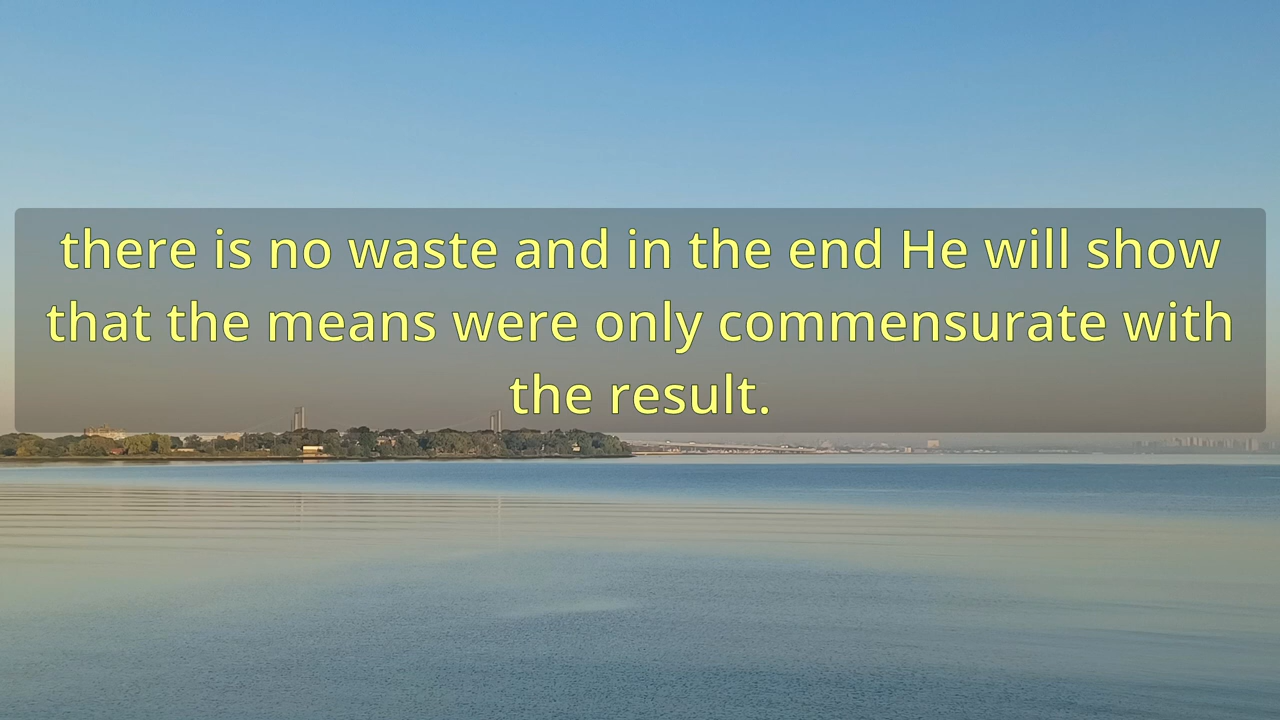 there is no waste and in the end He will show
that the means were only commensurate with
the result.